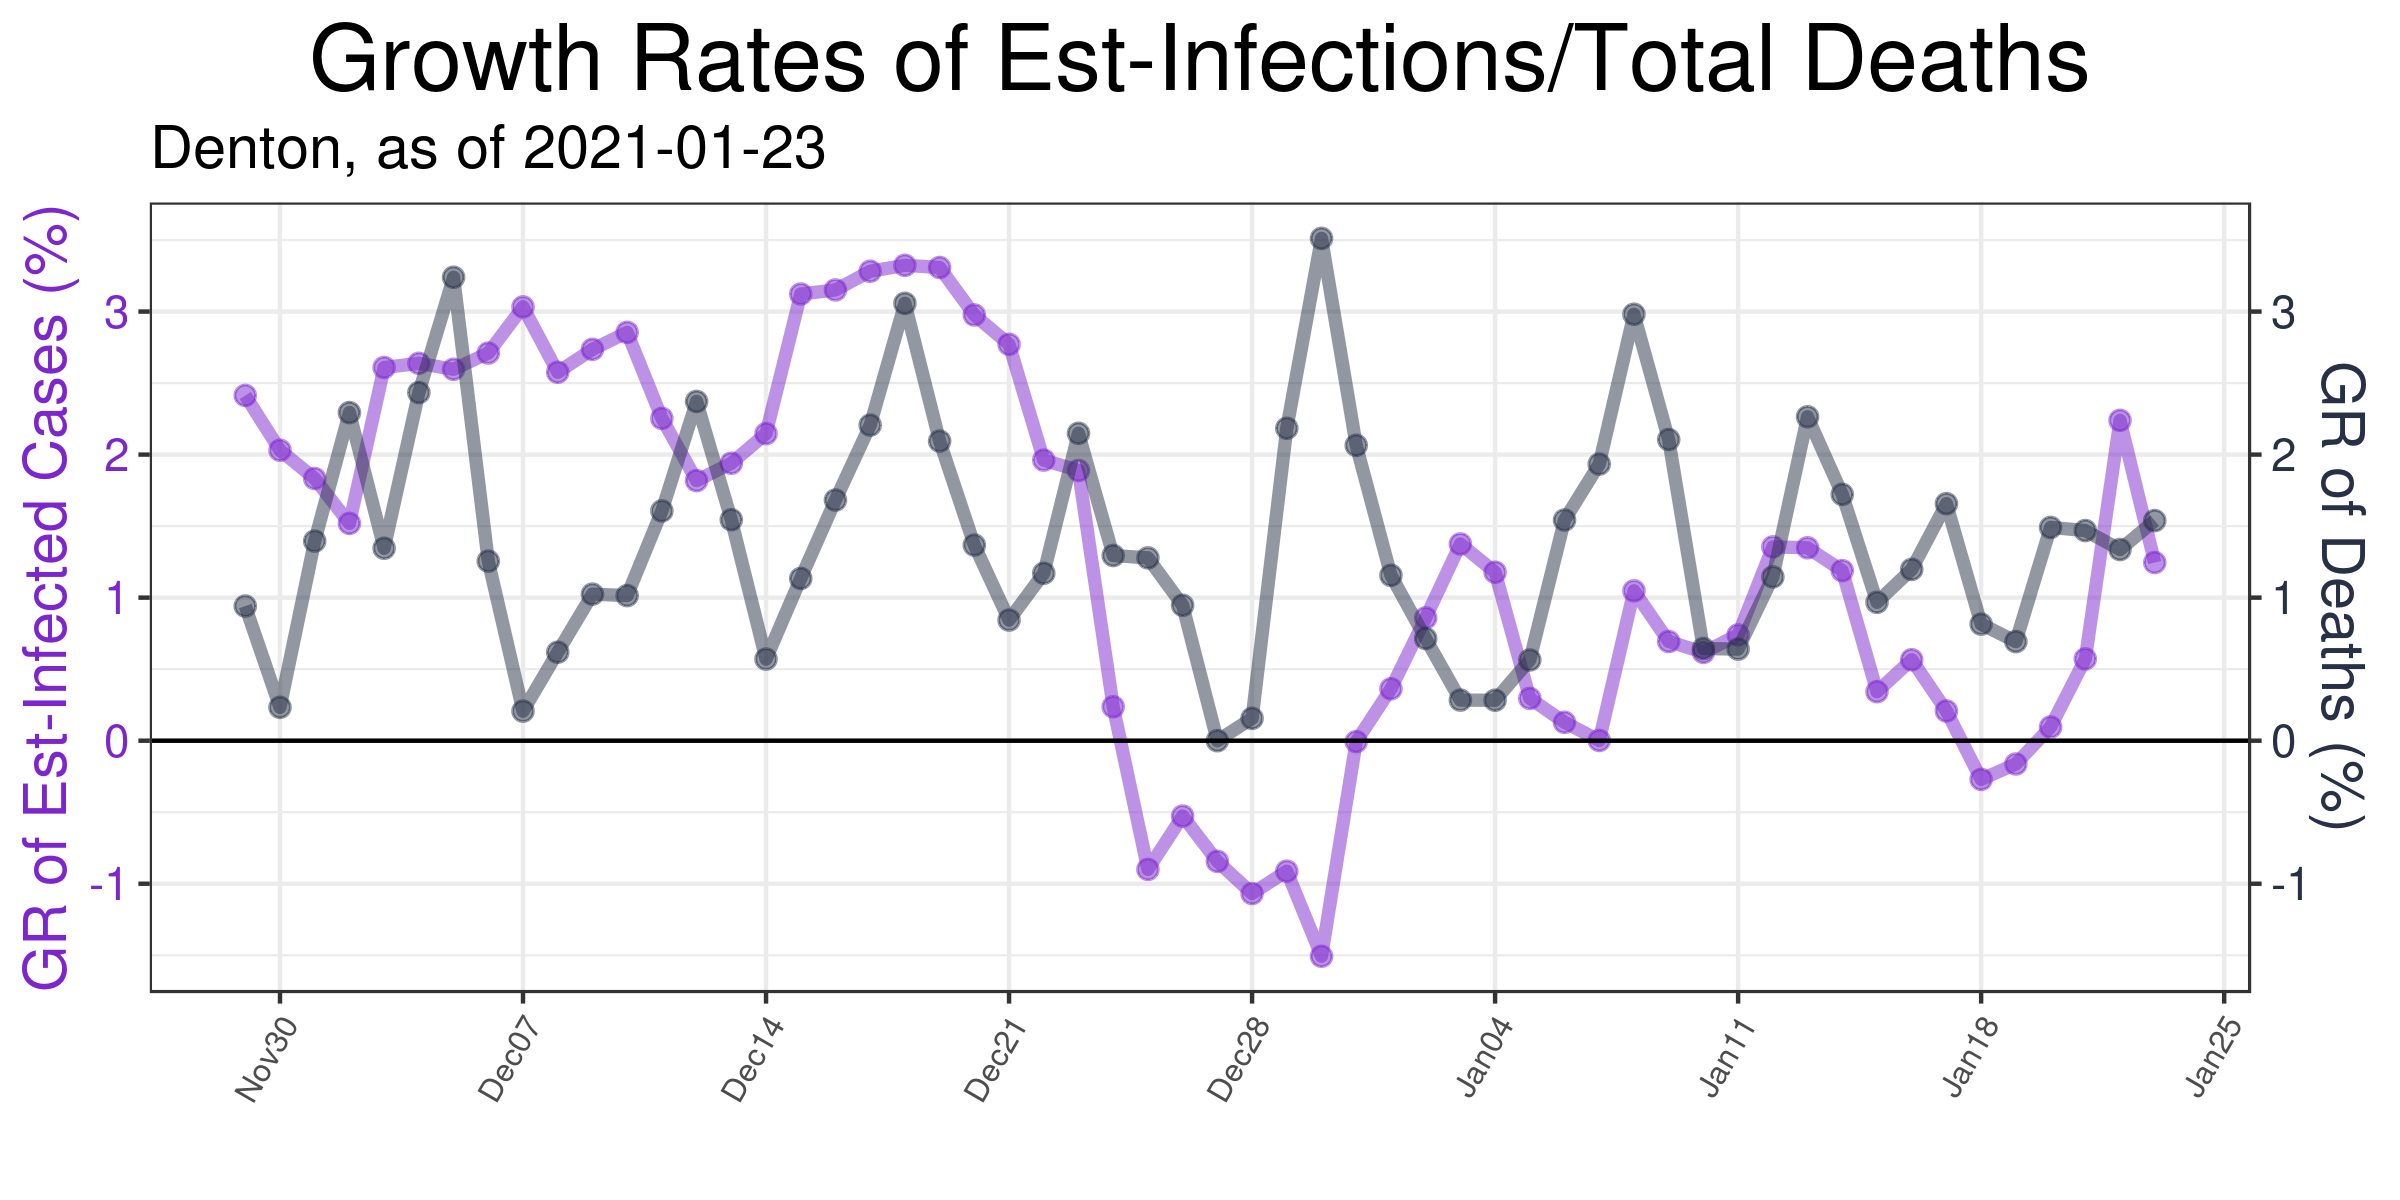 Growth Rates of Est-Infections/Total Deaths
Denton, as of 2021-01-23
GR of Est-Infected Cases (%)
3
2
1
0
-1
3
2
1
0
-1
GR of Deaths (%)
Nov30
Dec07
Dec14
Dec21
Dec28
Jan04
Jan11
Jan18
Jan25